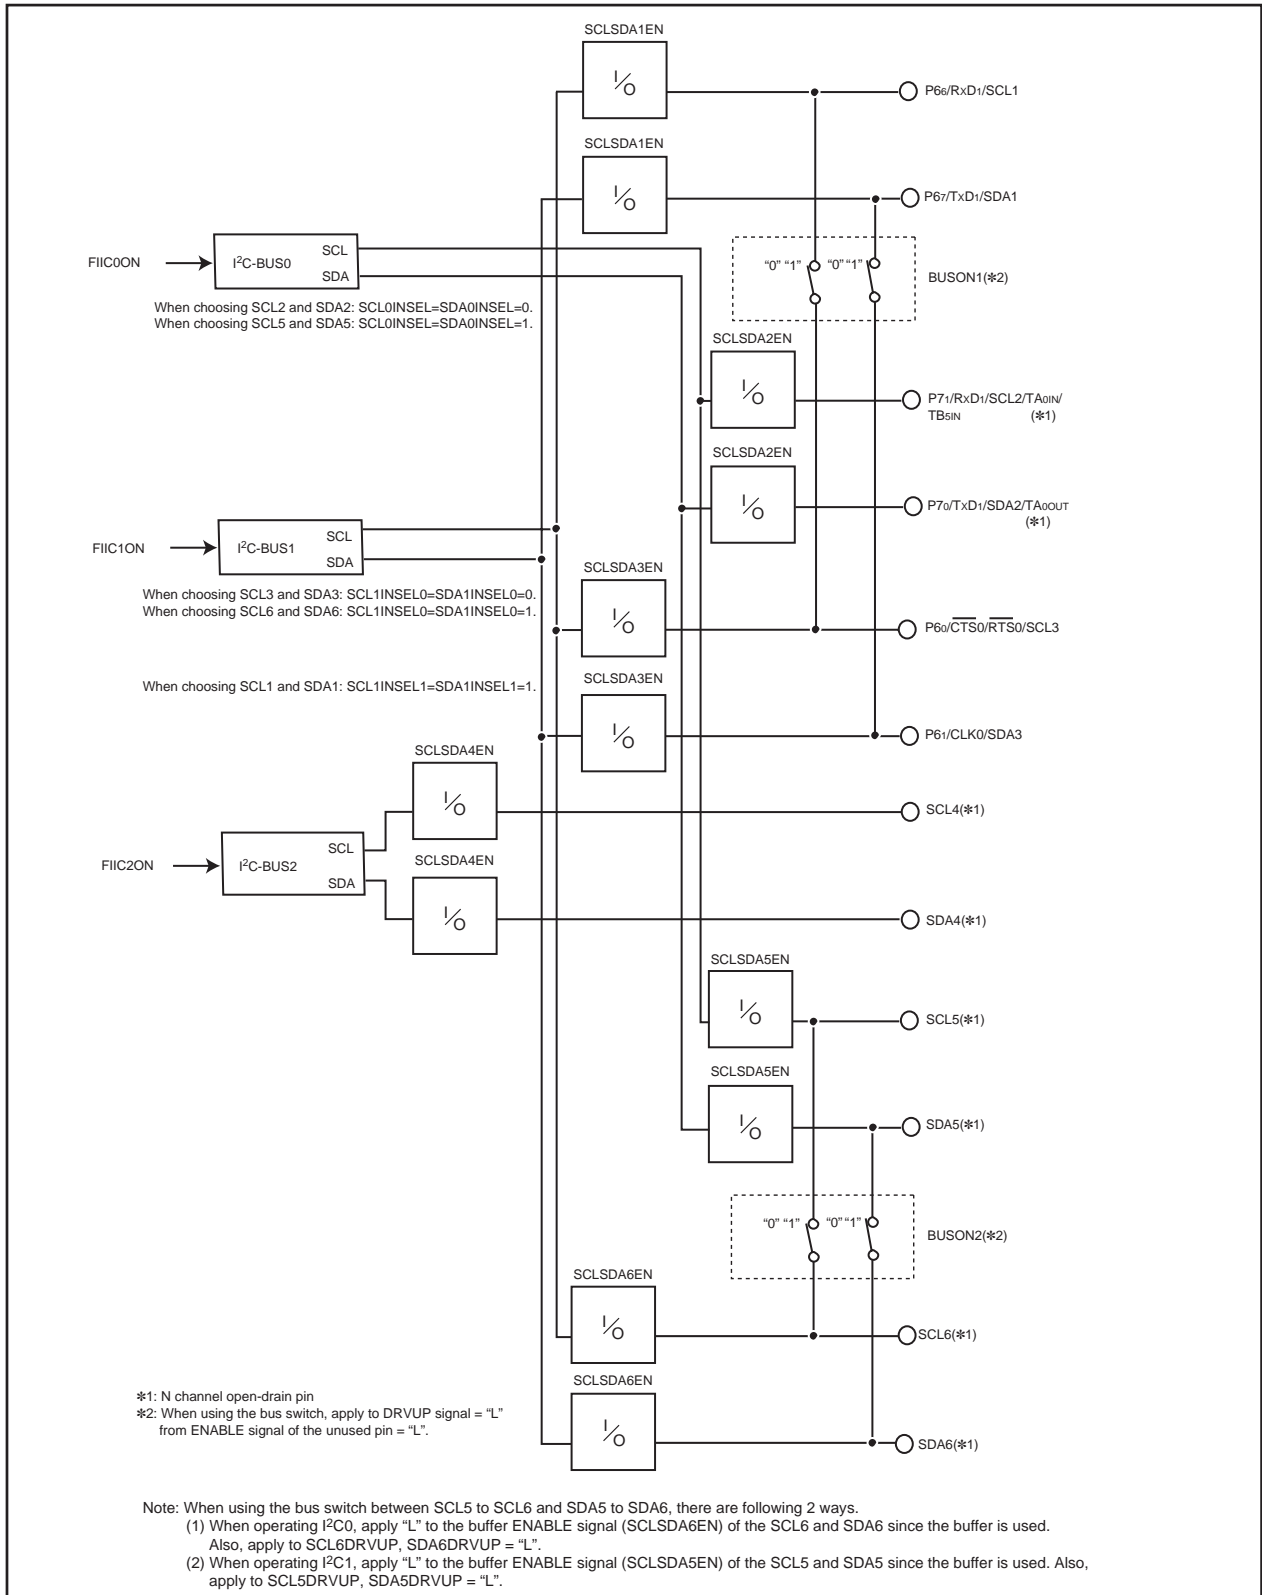 SCLSDA1EN
I/O
P66/RxD1/SCL1
SCLSDA1EN
I/O
P67/TxD1/SDA1
FIIC0ON
I²C-BUS0
SCL
SDA
"0" "1" "0" "1"
BUSON1(✻2)
When choosing SCL2 and SDA2: SCL0INSEL=SDA0INSEL=0.
When choosing SCL5 and SDA5: SCL0INSEL=SDA0INSEL=1.
SCLSDA2EN
I/O
P71/RxD1/SCL2/TA0IN/
TB5IN (✻1)
SCLSDA2EN
I/O
P70/TxD1/SDA2/TA0OUT
(✻1)
FIIC1ON
I²C-BUS1
SCL
SDA
SCLSDA3EN
I/O
P60/CTS0/RTS0/SCL3
When choosing SCL3 and SDA3: SCL1INSEL0=SDA1INSEL0=0.
When choosing SCL6 and SDA6: SCL1INSEL0=SDA1INSEL0=1.
When choosing SCL1 and SDA1: SCL1INSEL1=SDA1INSEL1=1.
SCLSDA3EN
I/O
P61/CLK0/SDA3
SCLSDA4EN
I/O
SCL4(✻1)
FIIC2ON
I²C-BUS2
SCL
SDA
SCLSDA4EN
I/O
SDA4(✻1)
SCLSDA5EN
I/O
SCL5(✻1)
SCLSDA5EN
I/O
SDA5(✻1)
"0" "1" "0" "1"
BUSON2(✻2)
SCLSDA6EN
I/O
SCL6(✻1)
SCLSDA6EN
I/O
SDA6(✻1)
✻1: N channel open-drain pin
✻2: When using the bus switch, apply to DRVUP signal = "L"
from ENABLE signal of the unused pin = "L".
Note: When using the bus switch between SCL5 to SCL6 and SDA5 to SDA6, there are following 2 ways.
(1) When operating I²C0, apply "L" to the buffer ENABLE signal (SCLSDA6EN) of the SCL6 and SDA6 since the buffer is used.
Also, apply to SCL6DRVUP, SDA6DRVUP = "L".
(2) When operating I²C1, apply "L" to the buffer ENABLE signal (SCLSDA5EN) of the SCL5 and SDA5 since the buffer is used. Also,
apply to SCL5DRVUP, SDA5DRVUP = "L".